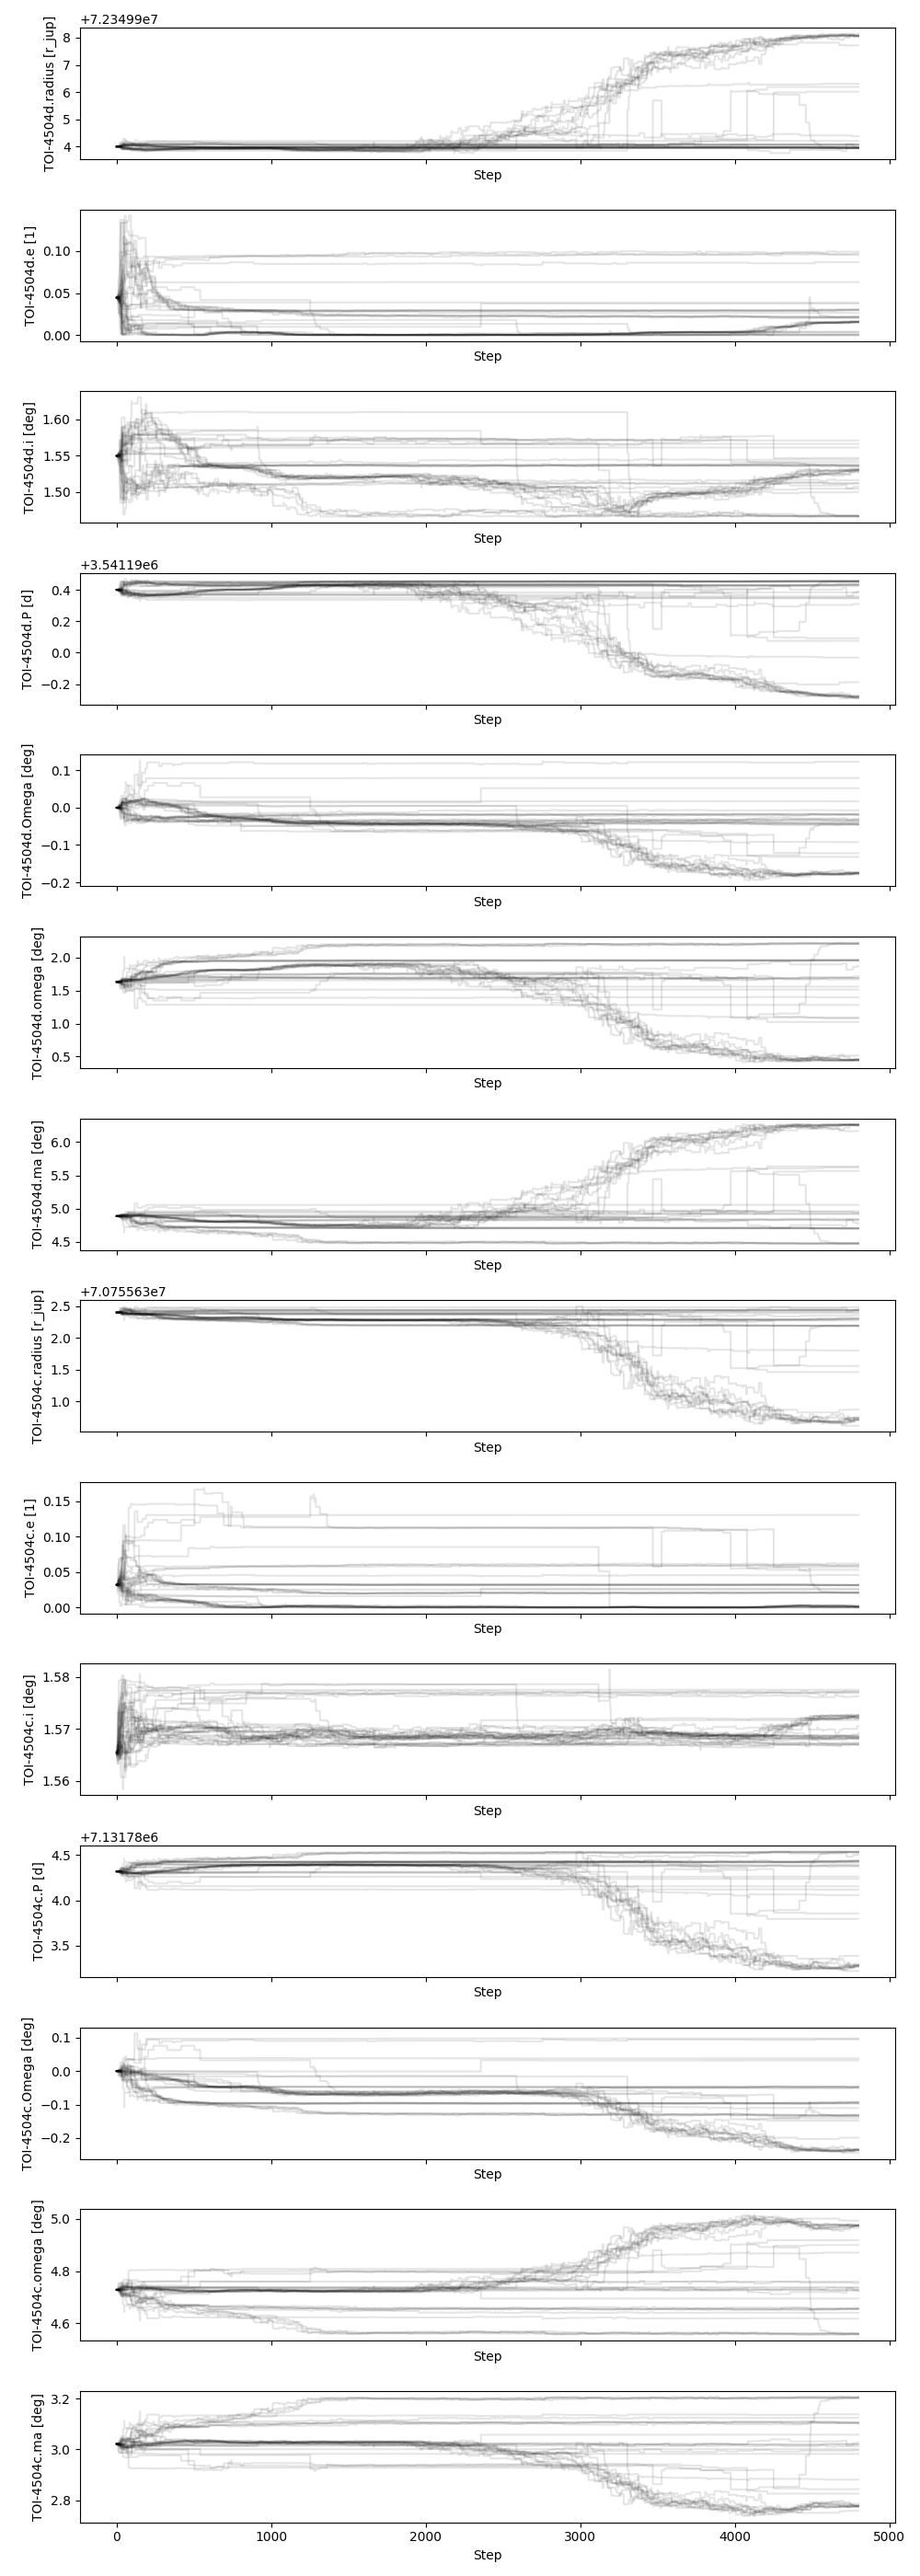 +7.23499e7
TOI-4504d.radius [r_jup]
8
7
6
5
4
Step
TOI-4504d.e [1]
0.10
0.05
0.00
Step
TOI-4504d.i [deg]
1.60
1.55
1.50
Step
+3.54119e6
TOI-4504d.P [d]
0.4
0.2
0.0
−0.2
Step
TOI-4504d.Omega [deg]
0.1
0.0
−0.1
−0.2
Step
TOI-4504d.omega [deg]
2.0
1.5
1.0
0.5
Step
TOI-4504d.ma [deg]
6.0
5.5
5.0
4.5
Step
+7.075563e7
TOI-4504c.radius [r_jup]
2.5
2.0
1.5
1.0
Step
TOI-4504c.e [1]
0.15
0.10
0.05
0.00
Step
TOI-4504c.i [deg]
1.58
1.57
1.56
Step
+7.13178e6
TOI-4504c.P [d]
4.5
4.0
3.5
Step
TOI-4504c.Omega [deg]
0.1
0.0
−0.1
−0.2
Step
TOI-4504c.omega [deg]
5.0
4.8
4.6
Step
TOI-4504c.ma [deg]
3.2
3.0
2.8
0 1000 2000 3000 4000 5000
Step